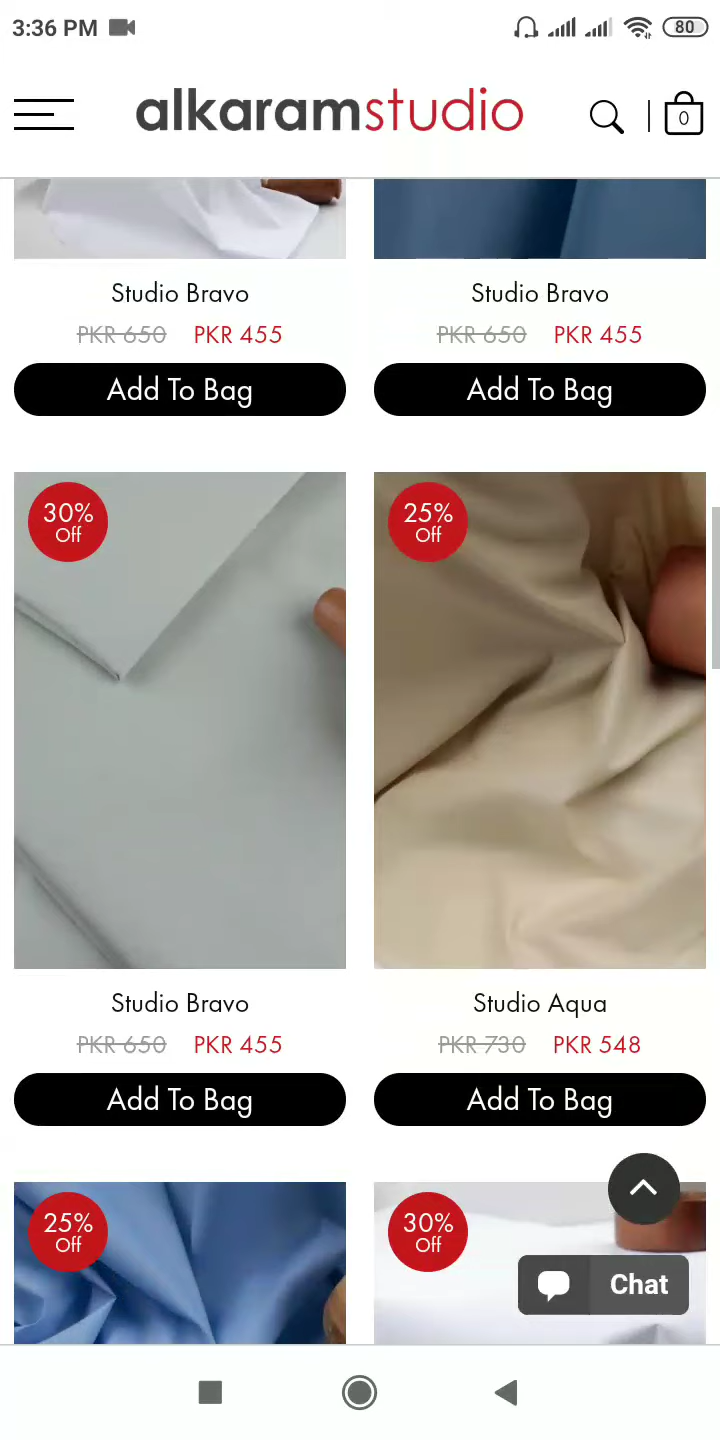 3:36 PM 80
alkaramstudio 0
Studio Bravo Studio Bravo
PKR 650 PKR 455 PKR 650 PKR 455
Add To Bag Add To Bag
30% 25%
Off Off
Studio Bravo Studio Aqua
PKR 650 PKR 455 PKR 730 PKR 548
Add To Bag Add To Bag
25% 30%
Off Off
Chat